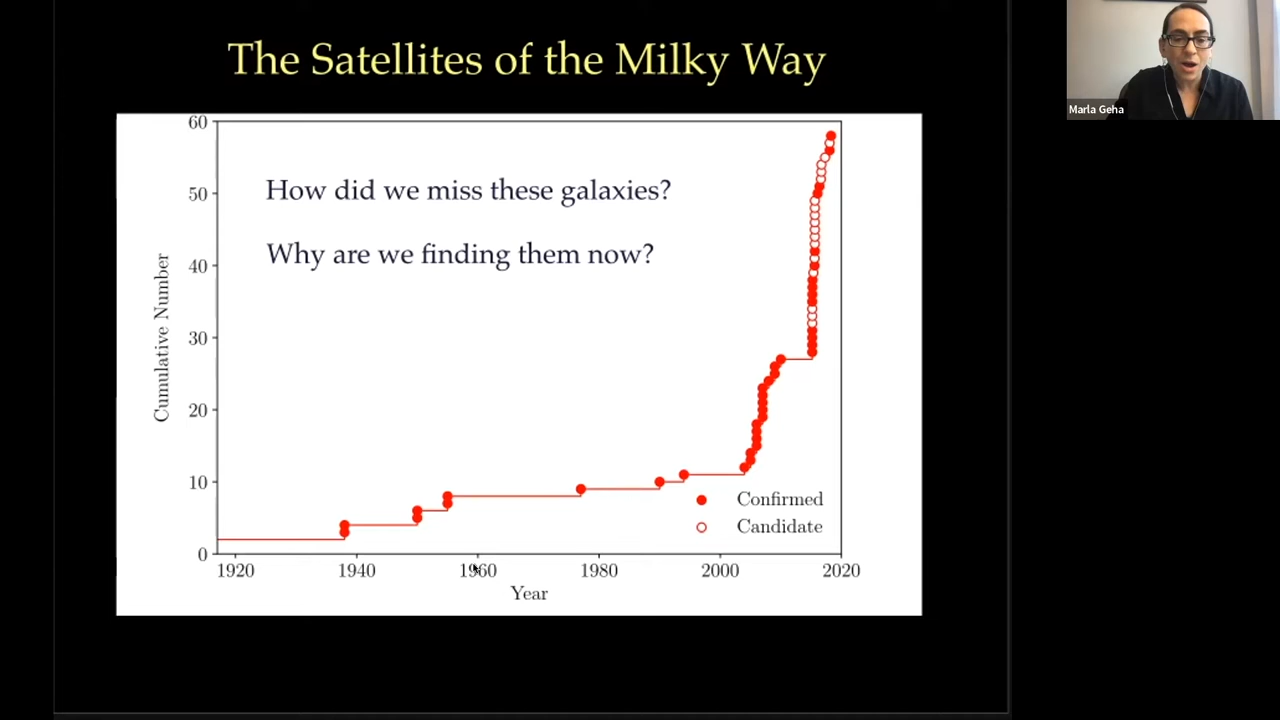 The Satellites of the Milky Way
Marla Geha
60
50
40
30
20
10
0
Cumulative Number
How did we miss these galaxies?
Why are we finding them now?
Confirmed
Candidate
1920 1940 1960 1980 2000 2020
Year